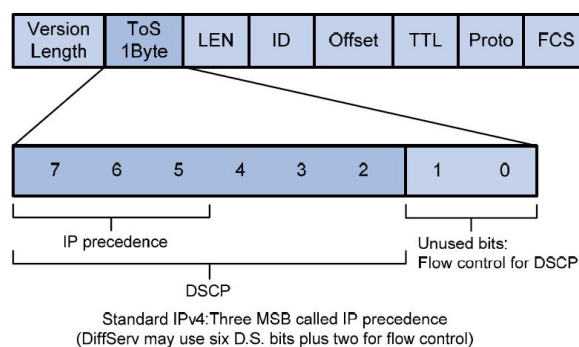 Version Length
ToS 1Byte
LEN
ID
Offset
TTL
Proto
FCS
7 6 5 4 3 2 1 0
IP precedence
Unused bits:
Flow control for DSCP
DSCP
Standard IPv4:Three MSB called IP precedence
(DiffServ may use six D.S. bits plus two for flow control)